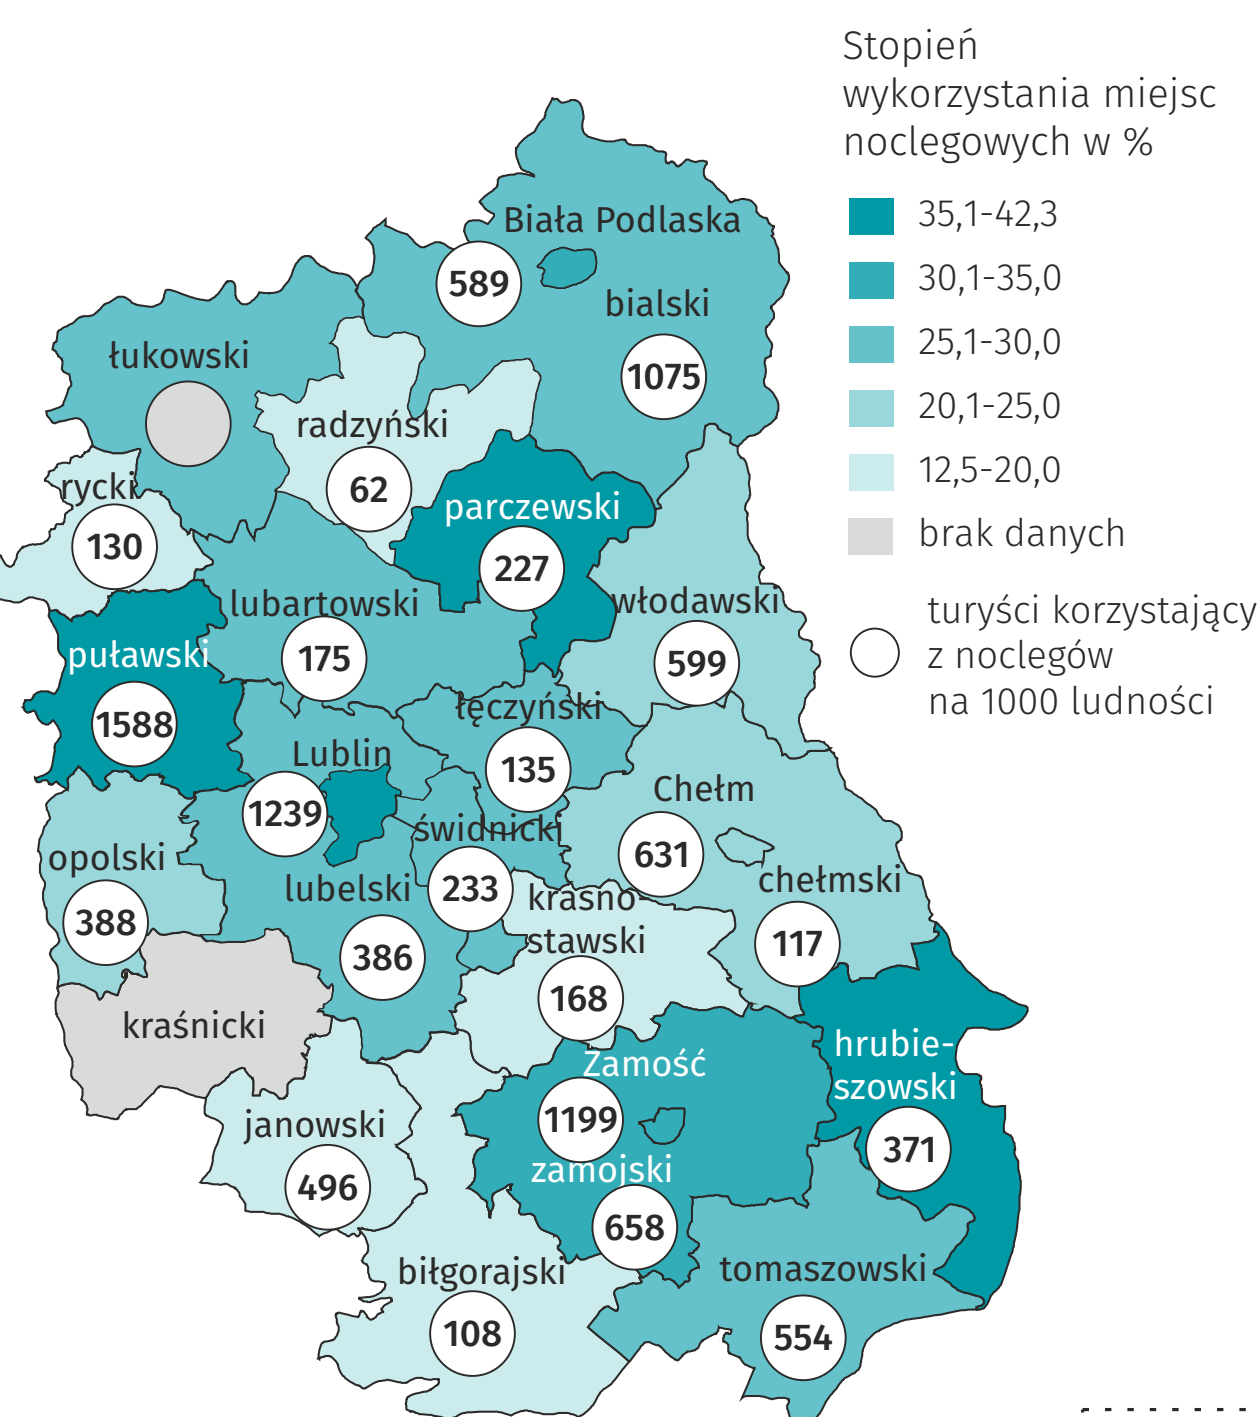 Stopień
wykorzystania miejsc
noclegowych w %
35,1-42,3
30,1-35,0
25,1-30,0
20,1-25,0
12,5-20,0
brak danych
turyści korzystający
z noclegów
na 1000 ludności
Biała Podlaska
589
bialski
1075
łukowski
radzyński
62
rycki
130
parczewski
227
lubartowski
175
włodawski
599
puławski
1588
łęczyński
135
Lublin
1239
Chełm
631
świdnicki
233
opolski
388
lubelski
386
chełmski
117
krasno-
stawski
168
kraśnicki
hrubie-
szowski
371
Zamość
1199
zamojski
658
janowski
496
biłgorajski
108
tomaszowski
554